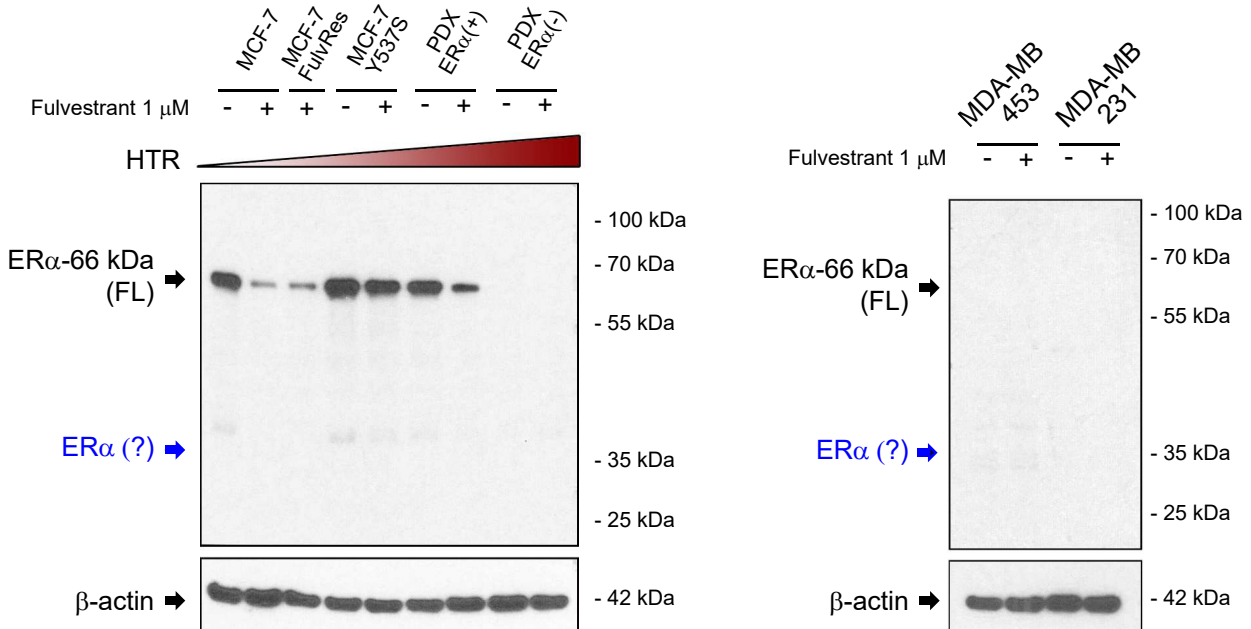 MCF-7
MCF-7
FulvRes
MCF-7
Y537S
PDX
ERα(+)
PDX
ERα(-)
Fulvestrant 1 μM
- + + - + - + - +
HTR
ERα-66 kDa
(FL)
ERα (?)
β-actin
- 100 kDa
- 70 kDa
- 55 kDa
- 35 kDa
- 25 kDa
- 42 kDa
MDA-MB
453
MDA-MB
231
Fulvestrant 1 μM
- + - +
ERα-66 kDa
(FL)
ERα (?)
β-actin
- 100 kDa
- 70 kDa
- 55 kDa
- 35 kDa
- 25 kDa
- 42 kDa